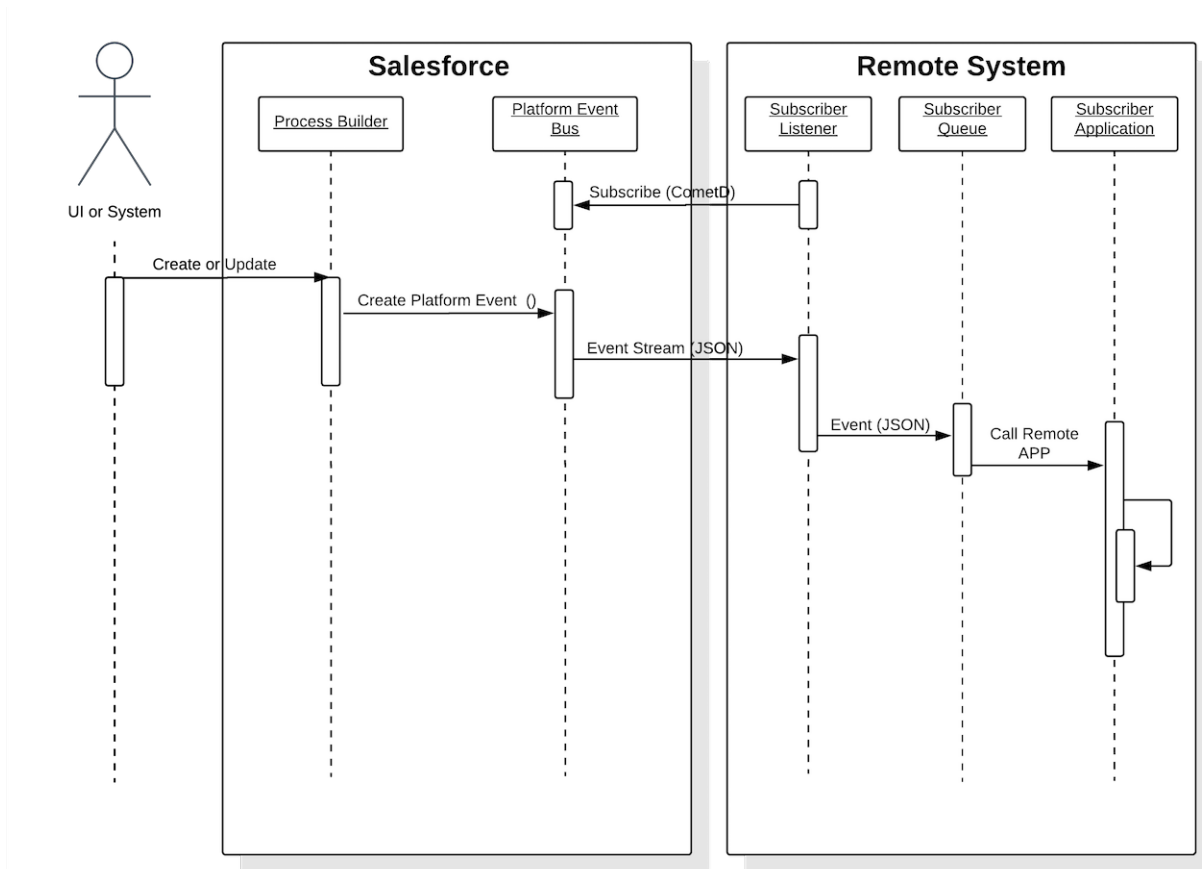 Salesforce
Remote System
Process Builder
Platform Event
Bus
Subscriber
Listener
Subscriber
Queue
Subscriber
Application
UI or System
Subscribe (CometD)
Create or Update
Create Platform Event  ()
Event Stream (JSON)
Event (JSON)
Call Remote
APP